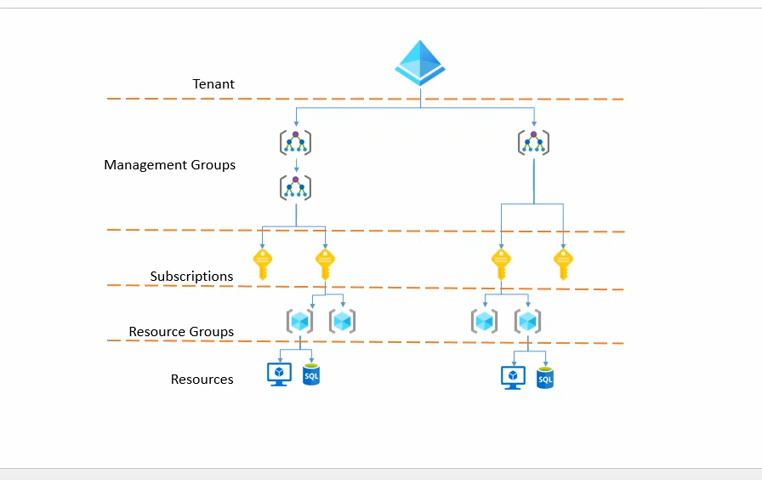 Tenant
Management Groups
Subscriptions
Resource Groups
Resources
SQL
SQL